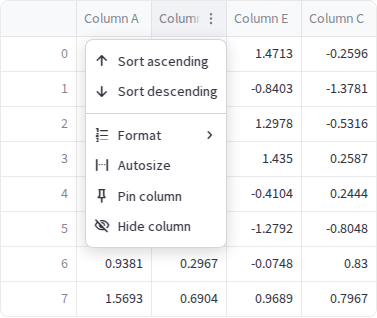 Column A Colum Column E Column C
0 1.4713 -0.2596
Sort ascending
1 -0.8403 -1.3781
Sort descending
2 1.2978 -0.5316
Format
3 1.435 0.2587
Autosize
4 -0.4104 0.2444
Pin column
5 -1.2792 -0.8048
Hide column
6 0.9381 0.2967 -0.0748 0.83
7 1.5693 0.6904 0.9689 0.7967